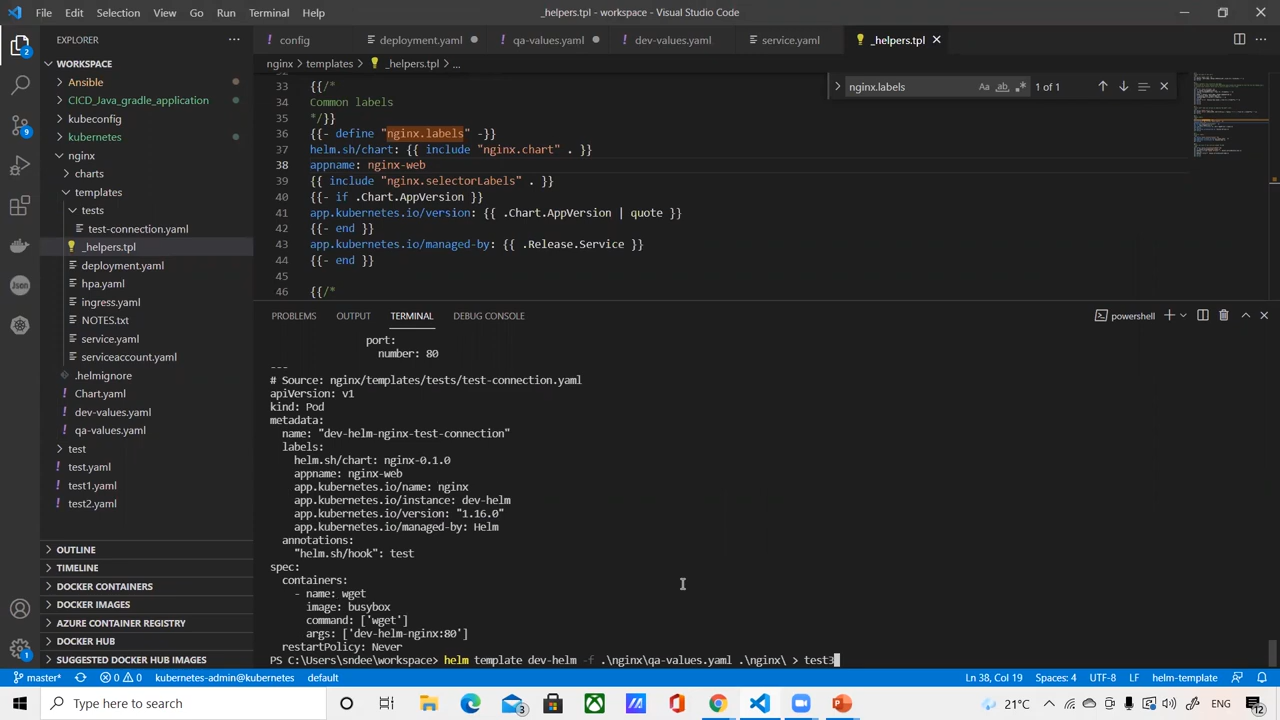 File Edit Selection View Go Run Terminal Help
_helpers.tpl - workspace - Visual Studio Code
EXPLORER
config
deployment.yaml
qa-values.yaml
dev-values.yaml
service.yaml
_helpers.tpl
nginx > templates > _helpers.tpl > ...
nginx.labels
Aa ab 1 of 1
WORKSPACE
Ansible
CICD_Java_gradle_application
kubeconfig
kubernetes
nginx
charts
templates
tests
test-connection.yaml
_helpers.tpl
deployment.yaml
hpa.yaml
ingress.yaml
NOTES.txt
service.yaml
serviceaccount.yaml
.helmignore
Chart.yaml
dev-values.yaml
qa-values.yaml
test
test.yaml
test1.yaml
test2.yaml
OUTLINE
TIMELINE
DOCKER CONTAINERS
DOCKER IMAGES
AZURE CONTAINER REGISTRY
DOCKER HUB
SUGGESTED DOCKER HUB IMAGES
33 {{/*
34 Common labels
35 */}}
36 {{- define "nginx.labels" -}}
37 helm.sh/chart: {{ include "nginx.chart" . }}
38 appname: nginx-web
39 {{ include "nginx.selectorLabels" . }}
40 {{- if .Chart.AppVersion }}
41 app.kubernetes.io/version: {{ .Chart.AppVersion | quote }}
42 {{- end }}
43 app.kubernetes.io/managed-by: {{ .Release.Service }}
44 {{- end }}
45
46 {{/*
PROBLEMS OUTPUT TERMINAL DEBUG CONSOLE
powershell
port:
number: 80
---
# Source: nginx/templates/tests/test-connection.yaml
apiVersion: v1
kind: Pod
metadata:
name: "dev-helm-nginx-test-connection"
labels:
helm.sh/chart: nginx-0.1.0
appname: nginx-web
app.kubernetes.io/name: nginx
app.kubernetes.io/instance: dev-helm
app.kubernetes.io/version: "1.16.0"
app.kubernetes.io/managed-by: Helm
annotations:
"helm.sh/hook": test
spec:
containers:
- name: wget
image: busybox
command: ['wget']
args: ['dev-helm-nginx:80']
restartPolicy: Never
PS C:\Users\sndee\workspace> helm template dev-helm -f .\nginx\qa-values.yaml .\nginx\ > test3
master* 0 0 kubernetes-admin@kubernetes default
Ln 38, Col 19 Spaces: 4 UTF-8 LF helm-template
Type here to search
21°C
ENG